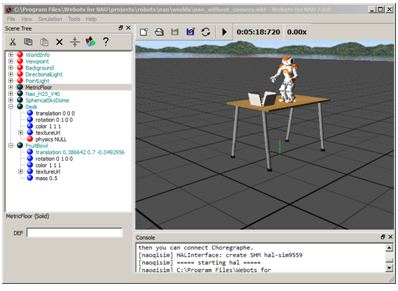 C:\Program Files\Webots for NAO\projects\robots\nao\worlds\nao_without_camera.wbt - Webots for NAO 7.0.0
File View Simulation Tools Help
Scene Tree
WorldInfo
Viewpoint
Background
DirectionalLight
PointLight
MetricFloor
Nao_H25_V40
SphericalSkyDome
Desk
translation 0 0 0
rotation 0 1 0 0
color 1 1 1
textureUrl
physics NULL
FruitBowl
translation 0.386642 0.7 -0.0492956
rotation 0 1 0 0
color 1 1 1
textureUrl
mass 0.5
MetricFloor (Solid)
DEF
0:05:18:720 0.00x
Console
then you can connect Choregraphe.
[naoqisim] HALInterface: create SHM hal-sim9559
[naoqisim] ===== starting hal =====
[naoqisim] C:\Program Files\Webots for